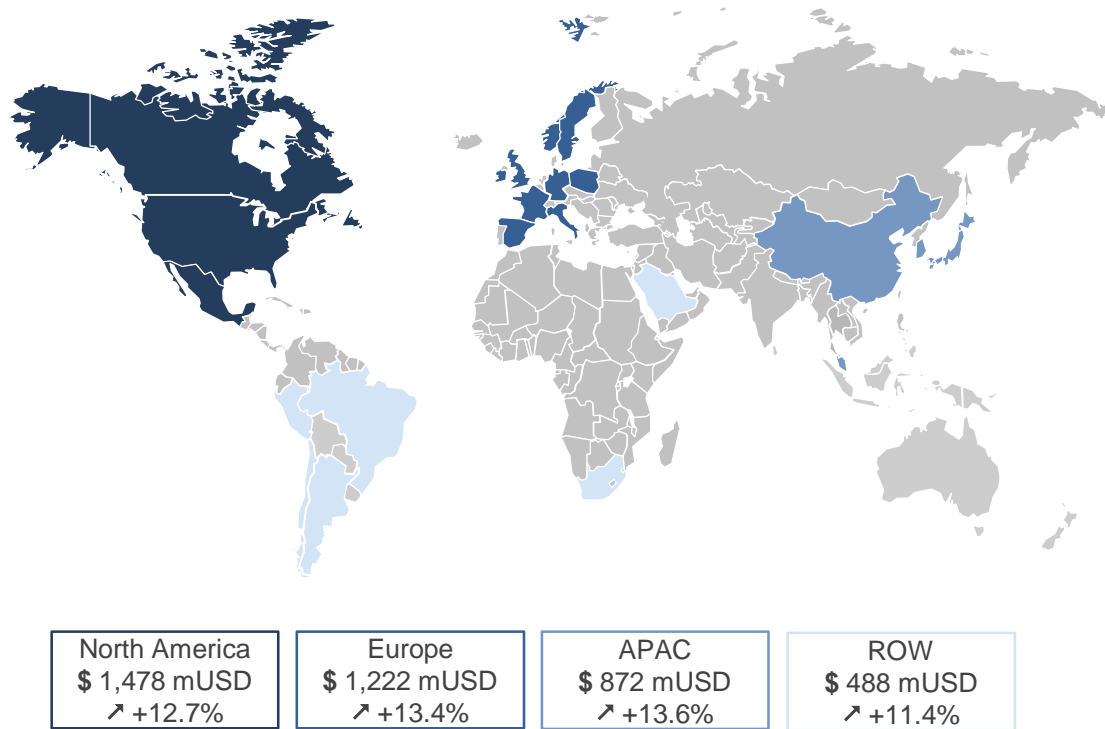 North America
$ 1,478 mUSD
↗ +12.7%
Europe
$ 1,222 mUSD
↗ +13.4%
APAC
$ 872 mUSD
↗ +13.6%
ROW
$ 488 mUSD
↗ +11.4%